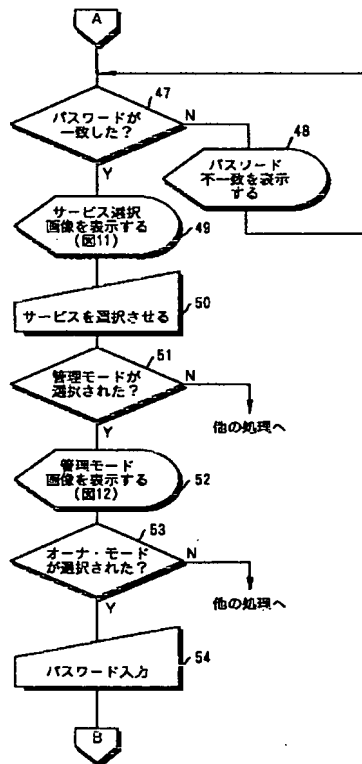 A
47
パスワードが
一致した?
N
Y
48
パスワード
不一致を表示
する
サービス選択
画像を表示する
(図11)
49
50
サービスを選択させる
51
管理モードが
選択された?
N
Y
他の処理へ
管理モード
画像を表示する
(図12)
52
53
オーナ・モード
が選択された?
N
Y
他の処理へ
54
パスワード入力
B